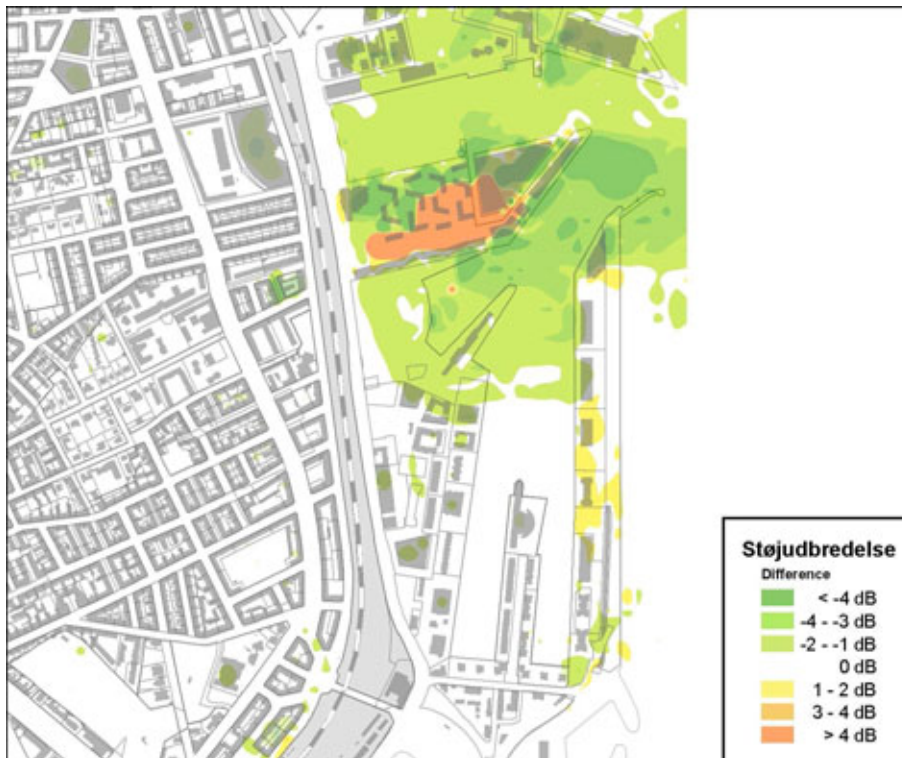 Støjudbredelse
Difference
< -4 dB
-4 - -3 dB
-2 - -1 dB
0 dB
1 - 2 dB
3 - 4 dB
> 4 dB